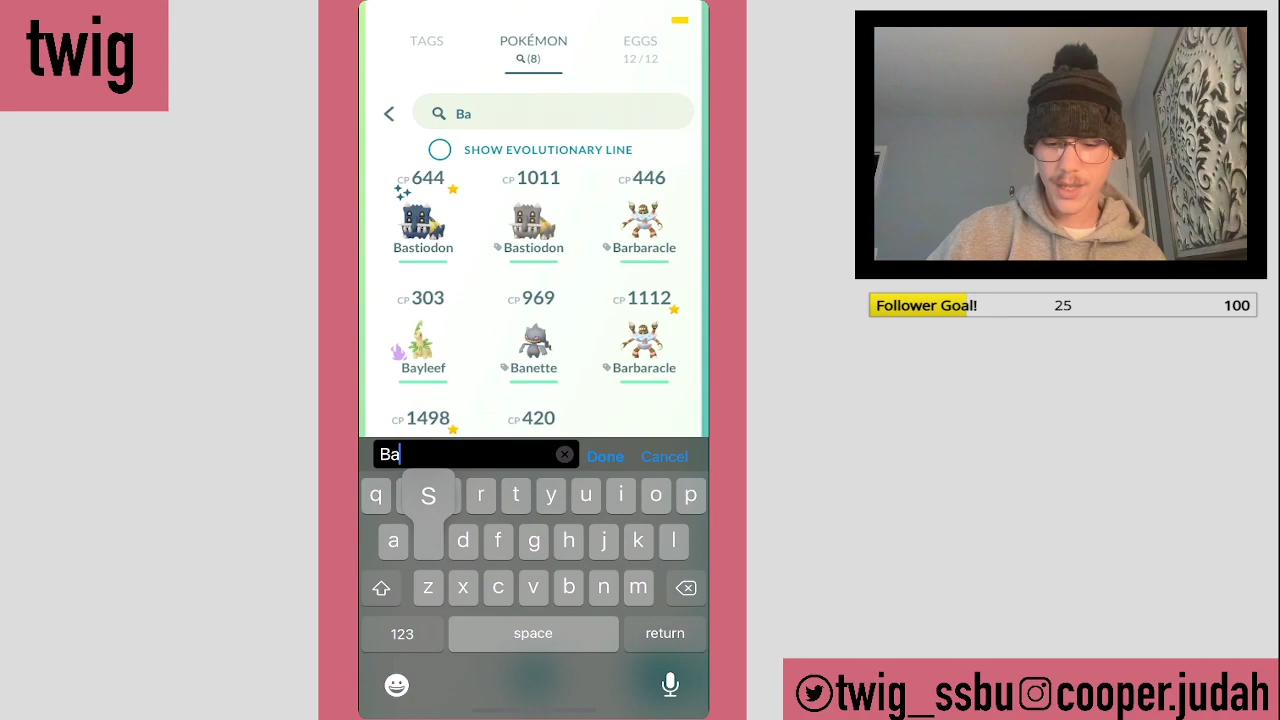 twig
TAGS
POKÉMON
(8)
EGGS
12/12
Ba
SHOW EVOLUTIONARY LINE
CP 644
CP 1011
CP 446
Bastiodon
Bastiodon
Barbaracle
CP 303
CP 969
CP 1112
Bayleef
Banette
Barbaracle
CP 1498
CP 420
Ba
Done
Cancel
q S r t y u i o p
a d f g h j k l
z x c v b n m
123 space return
Follower Goal! 25 100
twig_ssbu cooper.judah